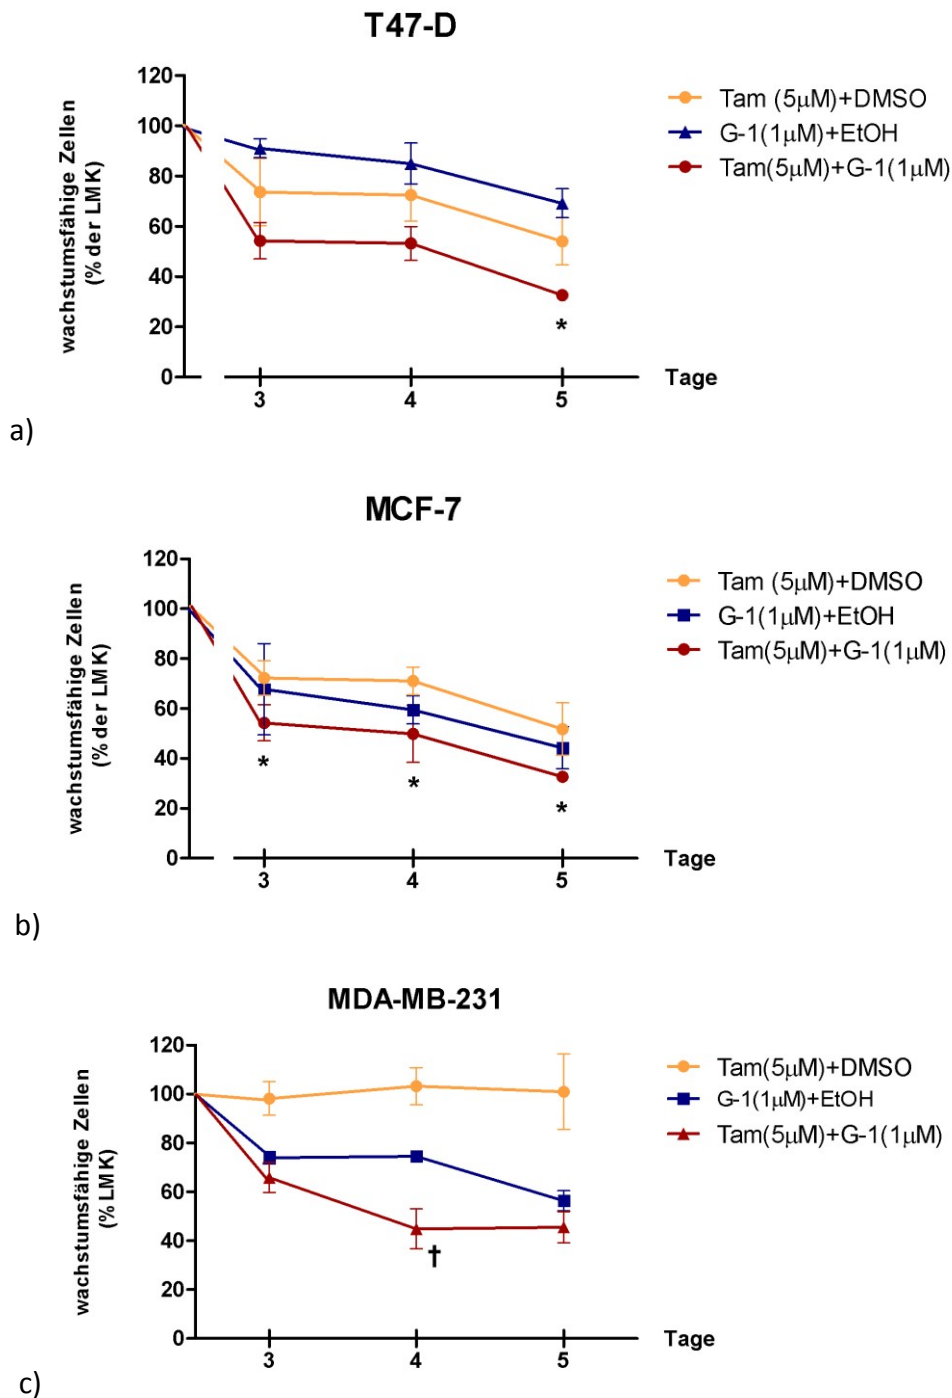 T47-D
wachstumsfähige Zellen
(% der LMK)
120
100
80
60
40
20
0
3
4
5
Tage
*
Tam (5µM)+DMSO
G-1(1µM)+EtOH
Tam(5µM)+G-1(1µM)
a)
MCF-7
wachstumsfähige Zellen
(% der LMK)
120
100
80
60
40
20
0
3
4
5
Tage
*
*
*
Tam (5µM)+DMSO
G-1(1µM)+EtOH
Tam(5µM)+G-1(1µM)
b)
MDA-MB-231
wachstumsfähige Zellen
(% LMK)
120
100
80
60
40
20
0
3
4
5
Tage
†
Tam(5µM)+DMSO
G-1(1µM)+EtOH
Tam(5µM)+G-1(1µM)
c)